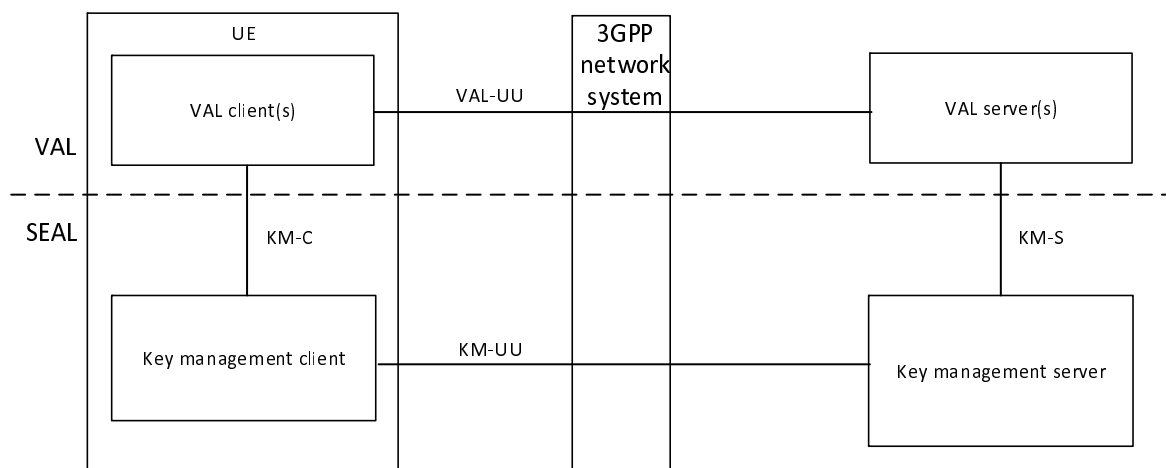 UE
3GPP
network
system
VAL client(s)
VAL-UU
VAL server(s)
VAL
SEAL
KM-C
KM-S
Key management client
KM-UU
Key management server